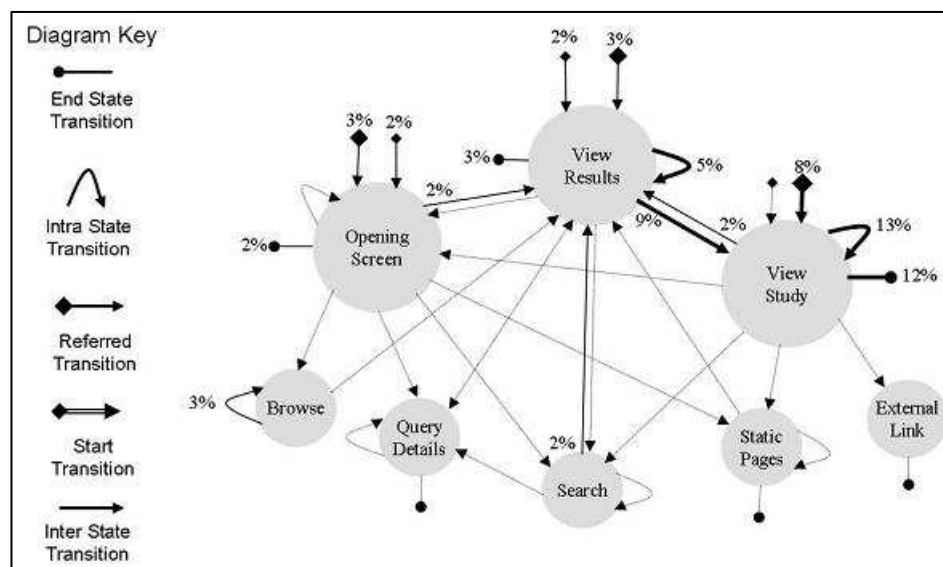 Diagram Key
End State
Transition
Intra State
Transition
Referred
Transition
Start
Transition
Inter State
Transition
2%
3%
3%
2%
3%
View
Results
5%
8%
2%
9%
2%
13%
2%
Opening
Screen
View
Study
12%
3%
Browse
Query
Details
2%
Search
Static
Pages
External
Link